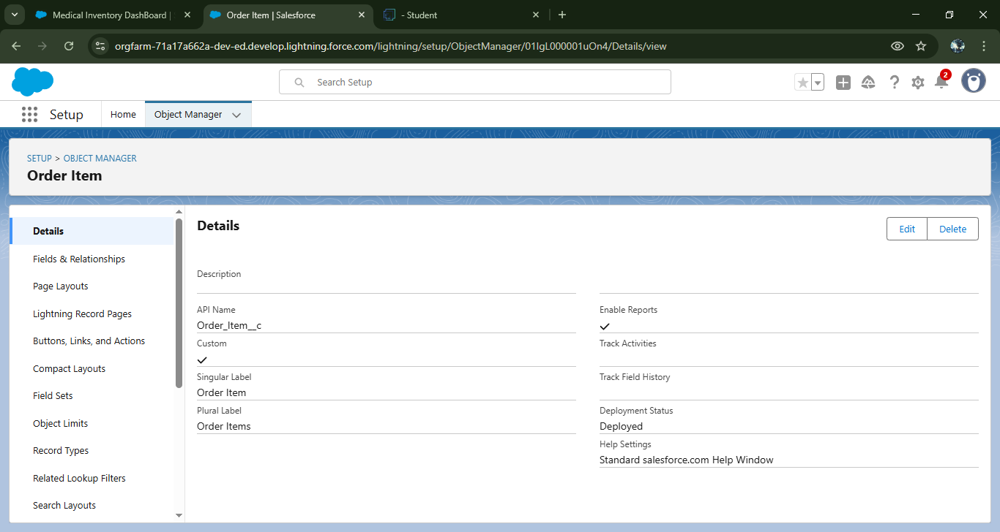 Medical Inventory DashBoard |
Order Item | Salesforce
- Student
orgfarm-71a17a662a-dev-ed.develop.lightning.force.com/lightning/setup/ObjectManager/01IgL000001uOn4/Details/view
Search Setup
2
Setup
Home
Object Manager
SETUP > OBJECT MANAGER
Order Item
Details
Fields & Relationships
Page Layouts
Lightning Record Pages
Buttons, Links, and Actions
Compact Layouts
Field Sets
Object Limits
Record Types
Related Lookup Filters
Search Layouts
Details
Edit
Delete
Description
API Name
Order_Item__c
Custom
Singular Label
Order Item
Plural Label
Order Items
Enable Reports
Track Activities
Track Field History
Deployment Status
Deployed
Help Settings
Standard salesforce.com Help Window